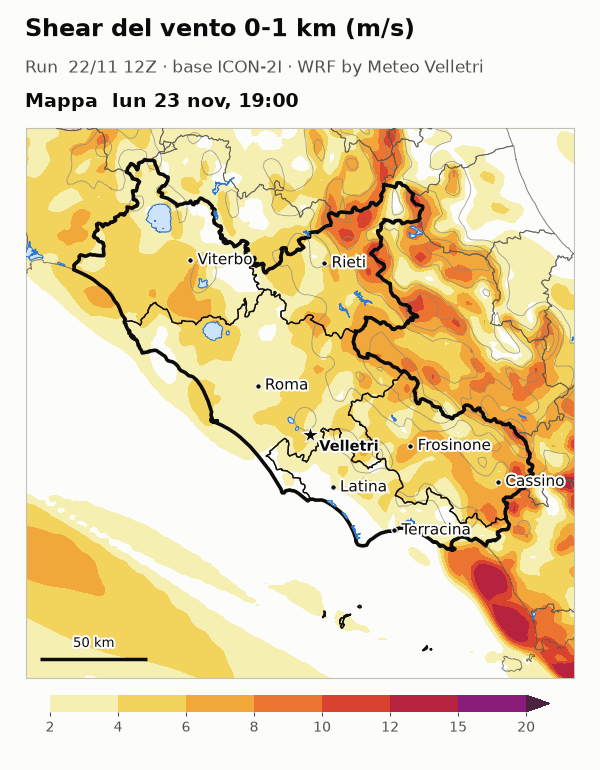 Shear del vento 0-1 km (m/s)
Run  22/11 12Z · base ICON-2I · WRF by Meteo Velletri
Mappa  lun 23 nov, 19:00
Viterbo
Rieti
Roma
Velletri
Frosinone
Cassino
Latina
Terracina
50 km
2 4 6 8 10 12 15 20